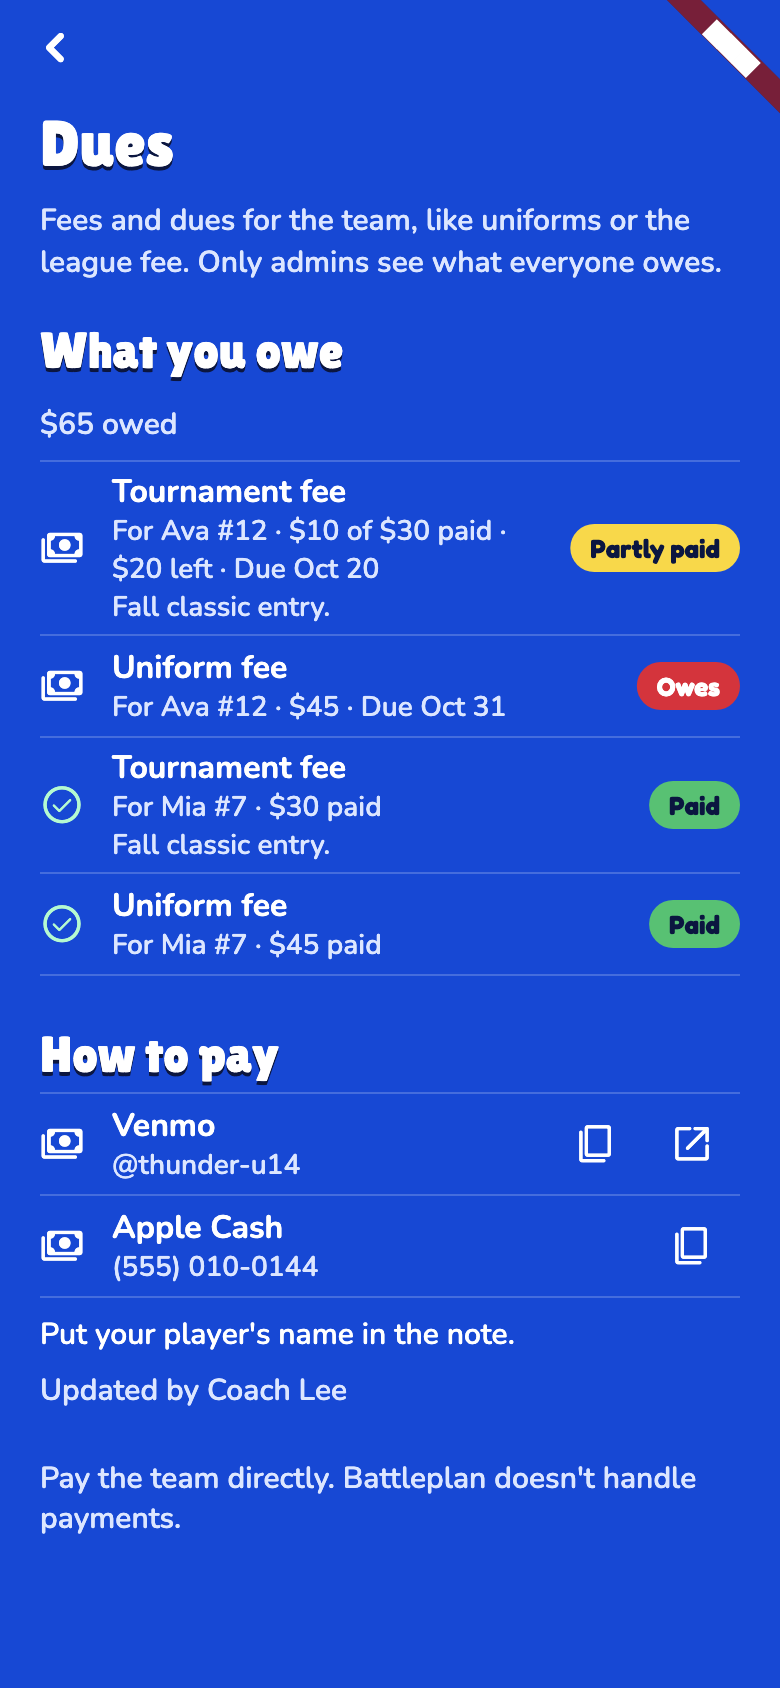 Dues
Fees and dues for the team, like uniforms or the
league fee. Only admins see what everyone owes.
What you owe
$65 owed
Tournament fee
For Ava #12 · $10 of $30 paid ·
$20 left · Due Oct 20
Fall classic entry.
Partly paid
Uniform fee
For Ava #12 · $45 · Due Oct 31
Owes
Tournament fee
For Mia #7 · $30 paid
Fall classic entry.
Paid
Uniform fee
For Mia #7 · $45 paid
Paid
How to pay
Venmo
@thunder-u14
Apple Cash
(555) 010-0144
Put your player's name in the note.
Updated by Coach Lee
Pay the team directly. Battleplan doesn't handle
payments.